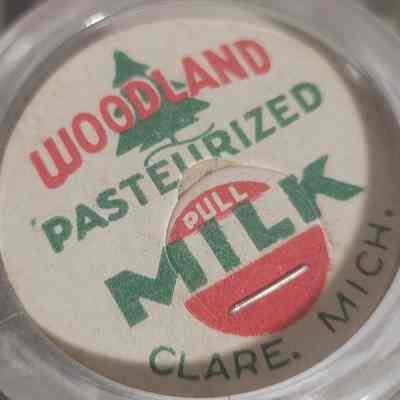 WOODLAND
PASTEURIZED
PULL
MILK
CLARE. MICH.